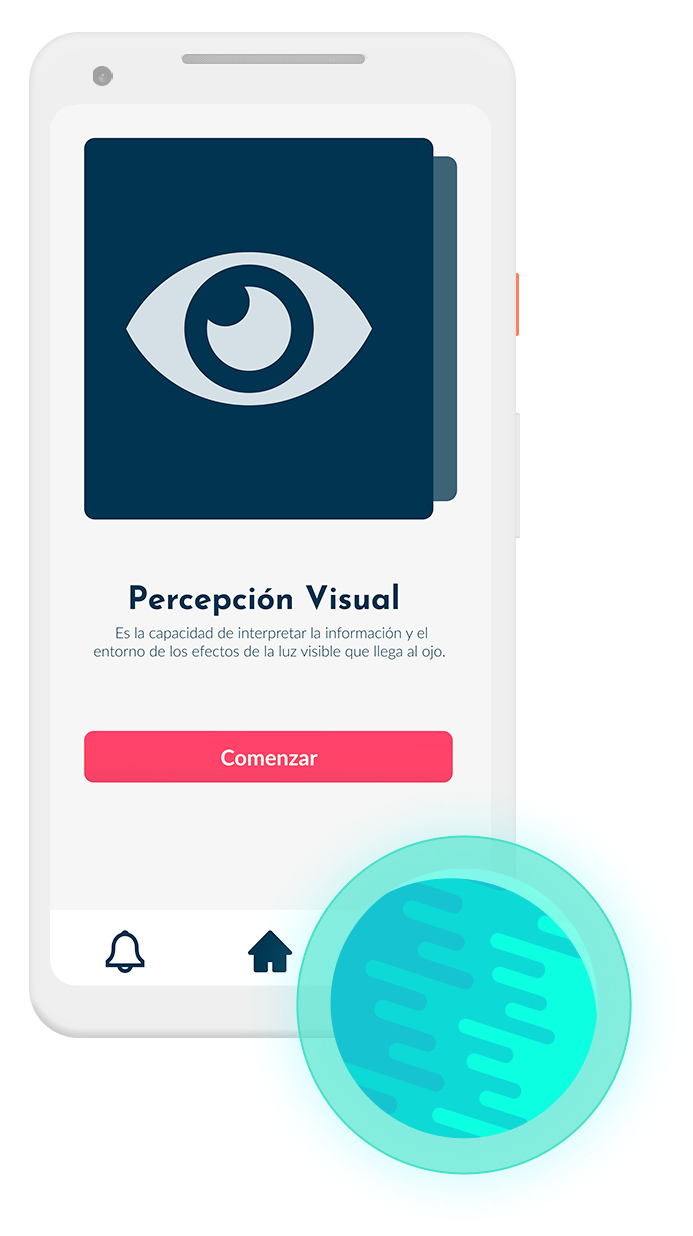 Percepción Visual
Es la capacidad de interpretar la información y el
entorno de los efectos de la luz visible que llega al ojo.
Comenzar